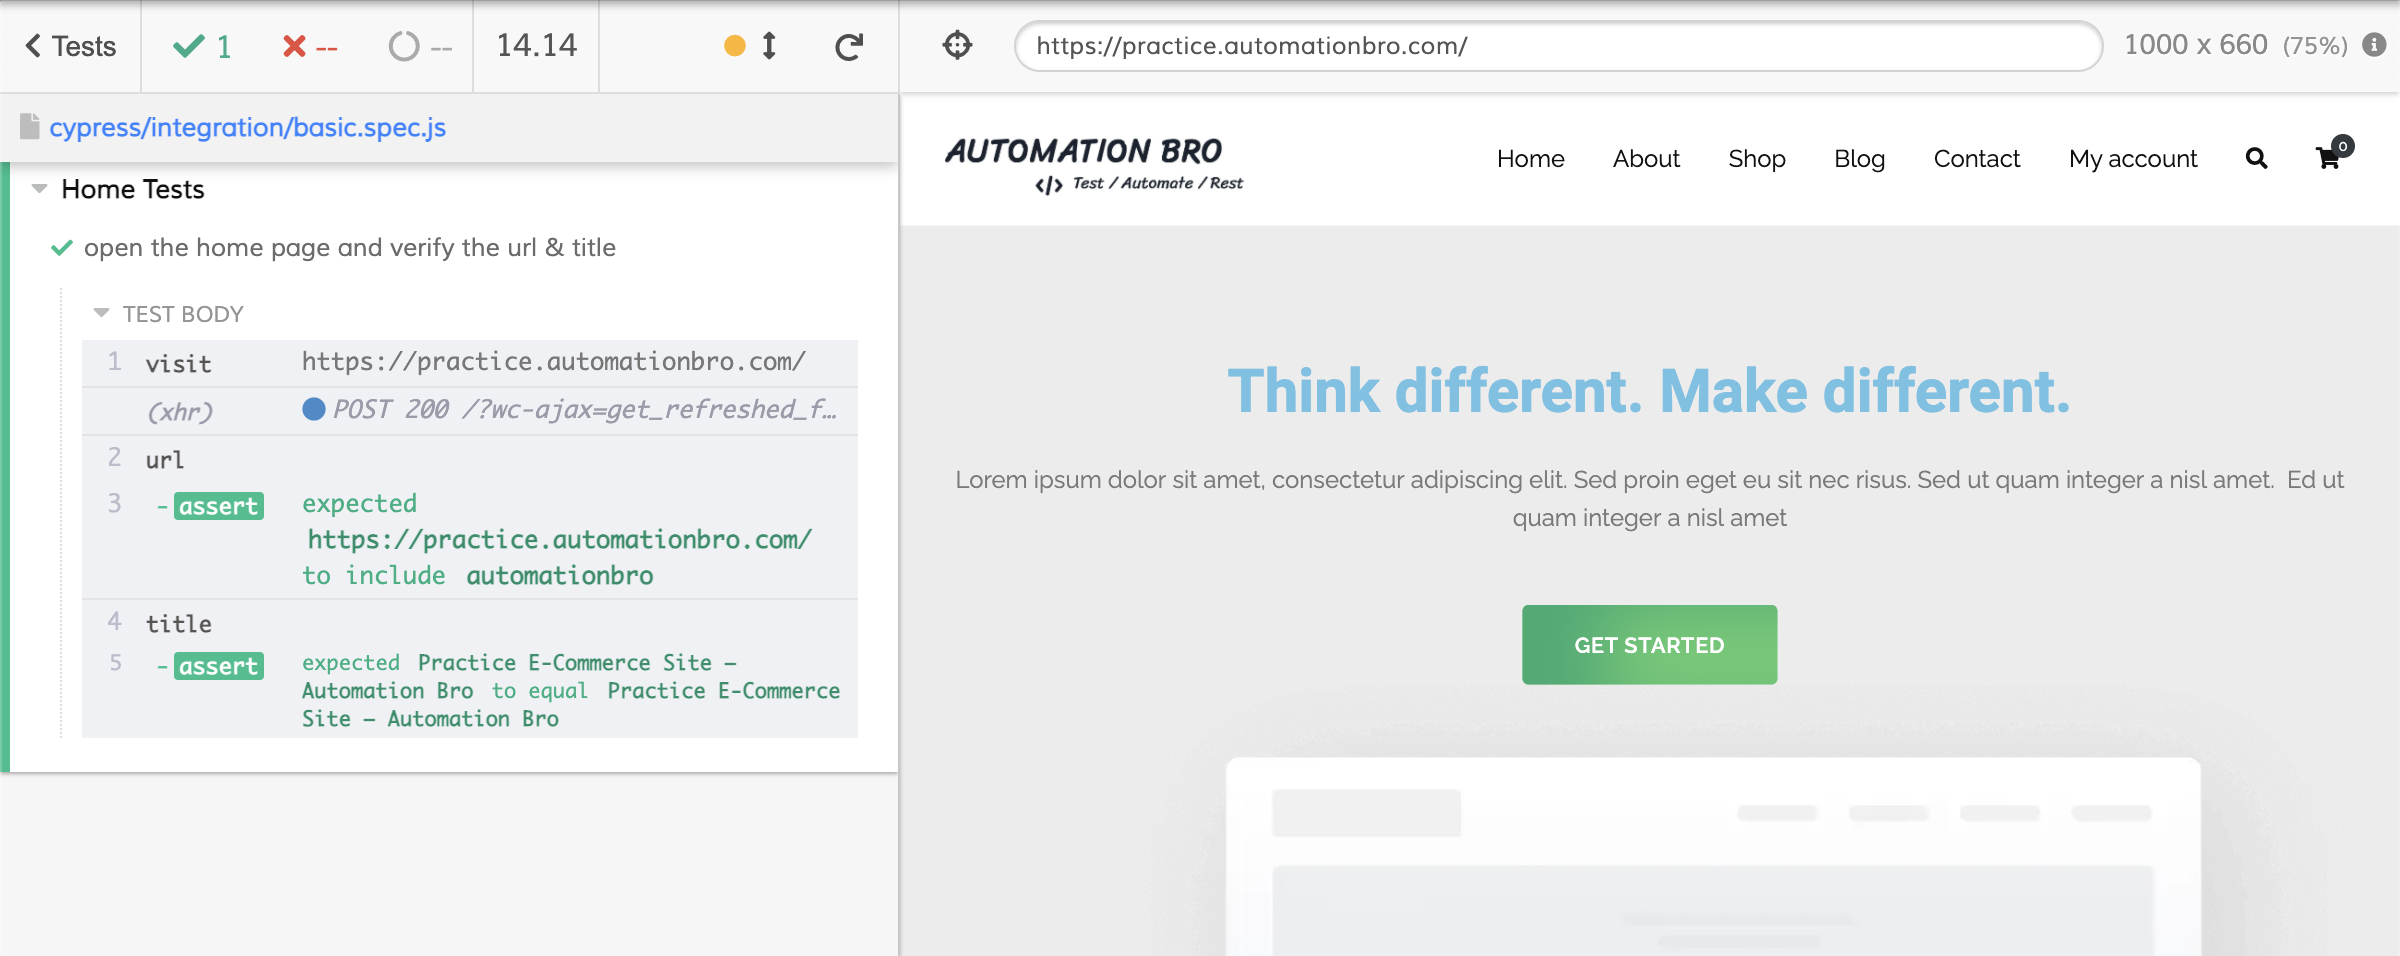 Tests
1
--
--
14.14
https://practice.automationbro.com/
1000 x 660 (75%)
cypress/integration/basic.spec.js
Home Tests
open the home page and verify the url & title
TEST BODY
1 visit https://practice.automationbro.com/
(xhr) POST 200 /?wc-ajax=get_refreshed_f…
2 url
3 -assert expected
https://practice.automationbro.com/
to include automationbro
4 title
5 -assert expected Practice E-Commerce Site –
Automation Bro to equal Practice E-Commerce
Site – Automation Bro
AUTOMATION BRO
</> Test / Automate / Rest
Home About Shop Blog Contact My account 0
Think different. Make different.
Lorem ipsum dolor sit amet, consectetur adipiscing elit. Sed proin eget eu sit nec risus. Sed ut quam integer a nisl amet.  Ed ut
quam integer a nisl amet
GET STARTED